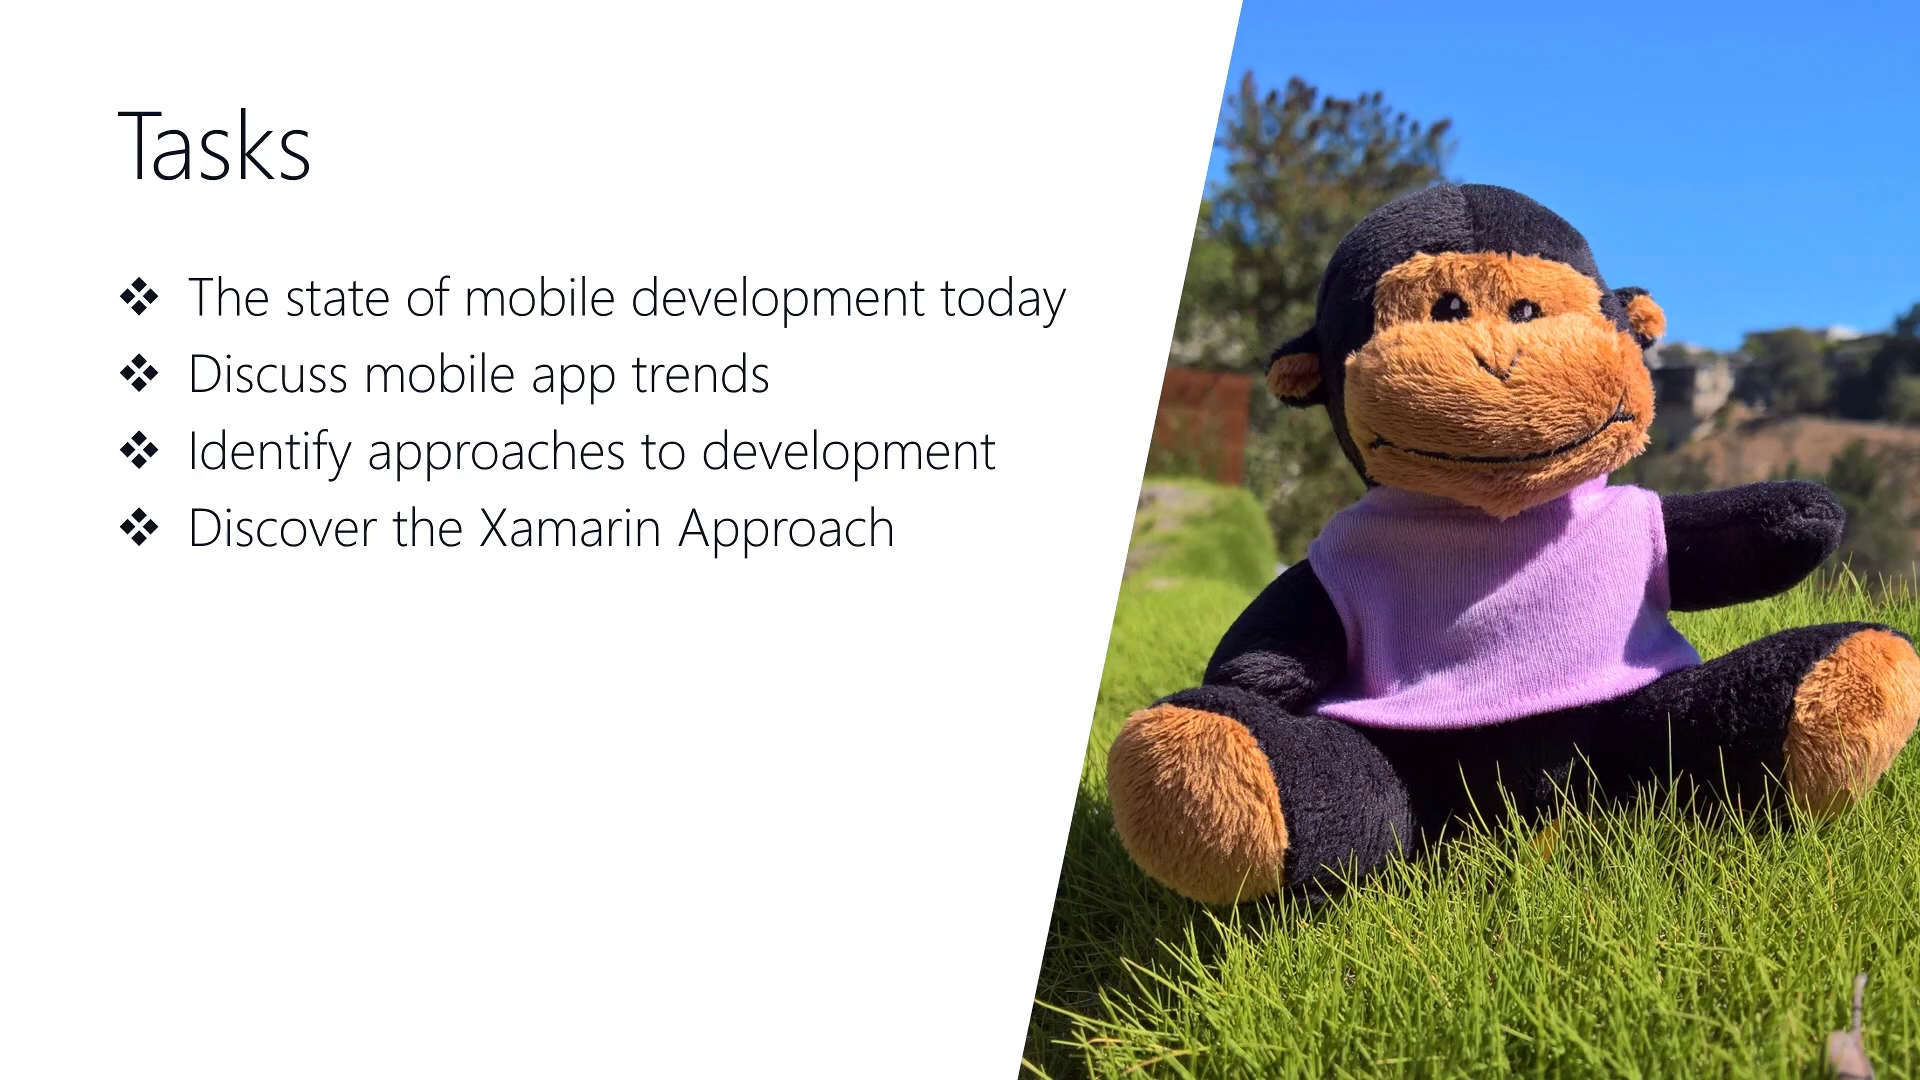 Tasks
❖ The state of mobile development today
❖ Discuss mobile app trends
❖ Identify approaches to development
❖ Discover the Xamarin Approach